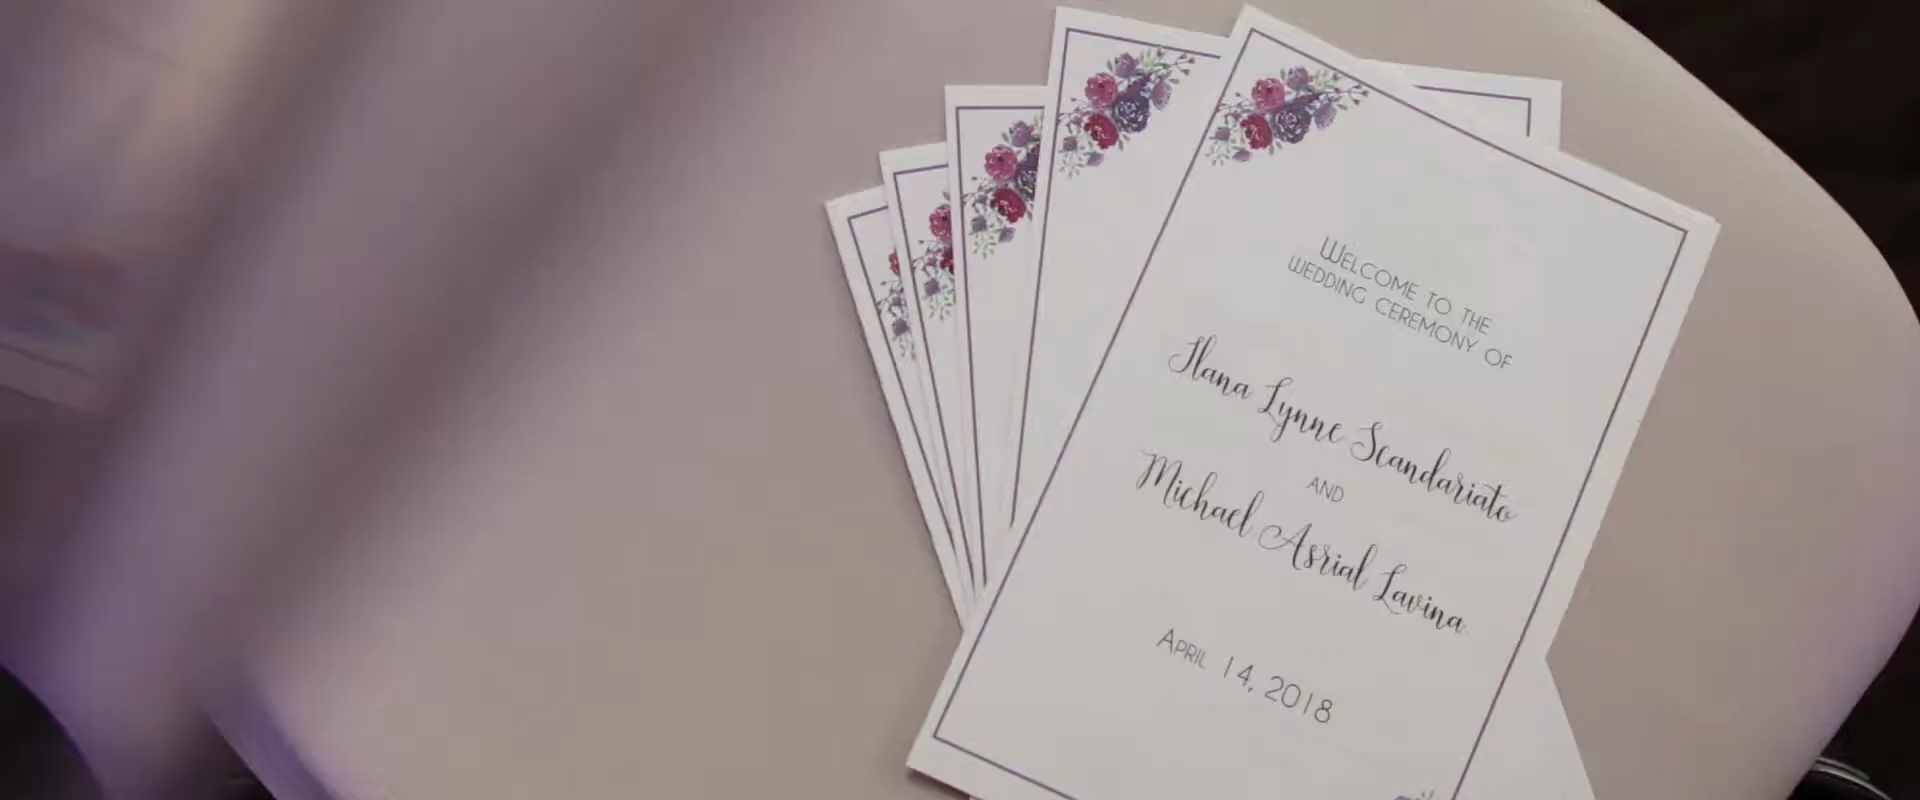 Welcome to the
wedding ceremony of
Ilana Lynne Scandariato
and
Michael Asrial Lavina
April 14, 2018